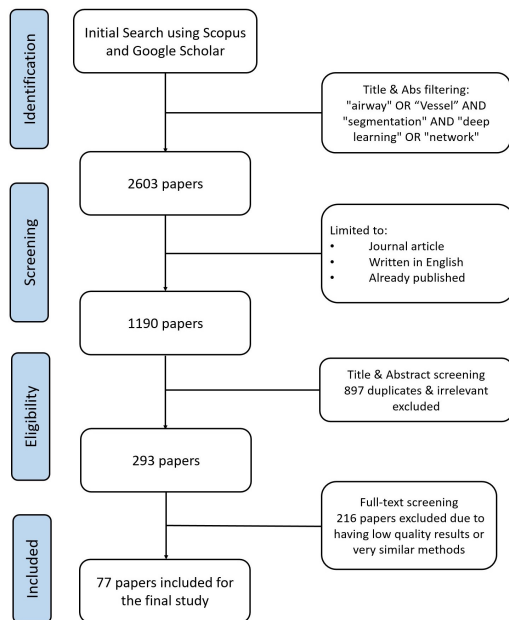 Identification
Initial Search using Scopus
and Google Scholar
Title & Abs filtering:
"airway" OR “Vessel” AND
"segmentation" AND "deep
learning" OR "network"
2603 papers
Screening
Limited to:
• Journal article
• Written in English
• Already published
1190 papers
Eligibility
Title & Abstract screening
897 duplicates & irrelevant
excluded
293 papers
Full-text screening
216 papers excluded due to
having low quality results or
very similar methods
Included
77 papers included for
the final study